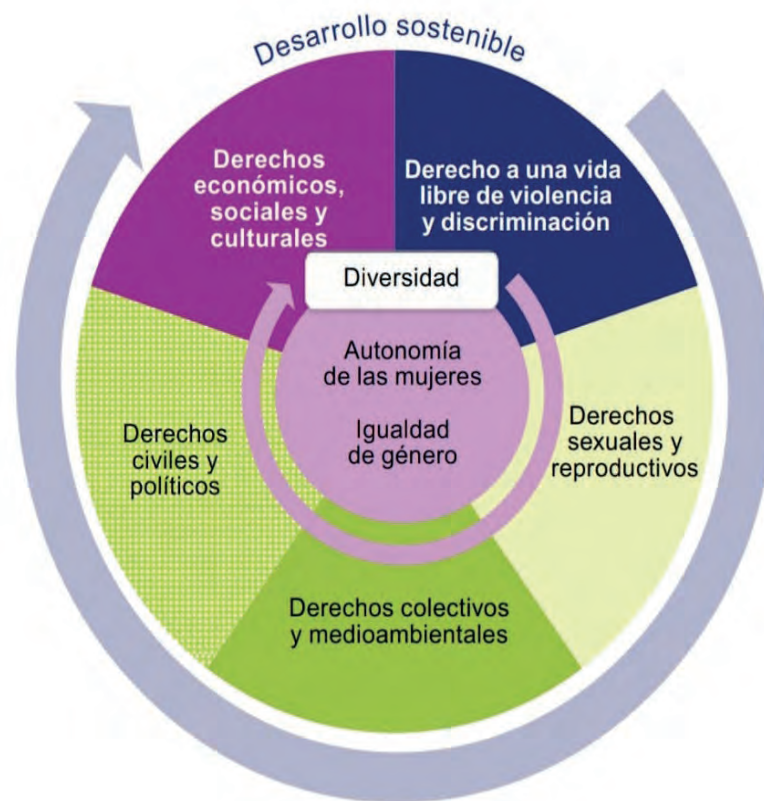 Desarrollo sostenible
Derechos
económicos,
sociales y
culturales
Derecho a una vida
libre de violencia
y discriminación
Diversidad
Autonomía
de las mujeres
Igualdad
de género
Derechos
civiles y
políticos
Derechos
sexuales y
reproductivos
Derechos colectivos
y medioambientales